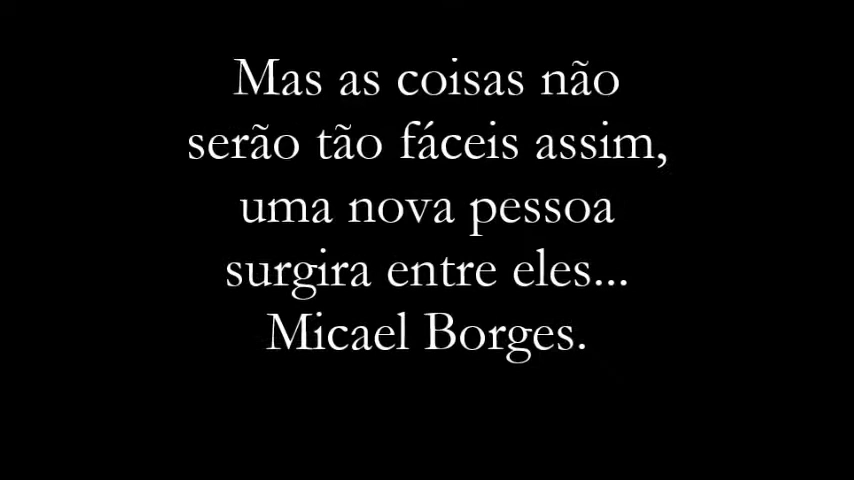 Mas as coisas não
serão tão fáceis assim,
uma nova pessoa
surgira entre eles...
Micael Borges.